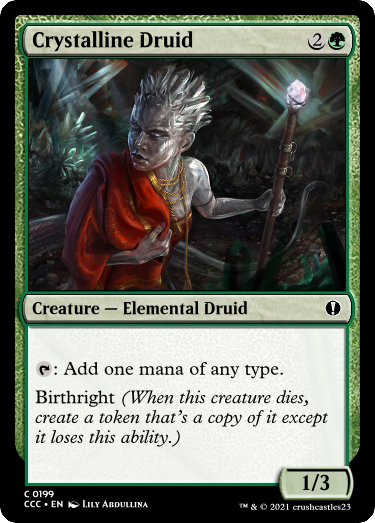 Crystalline Druid 2
Creature — Elemental Druid
: Add one mana of any type.
Birthright (When this creature dies,
create a token that's a copy of it except
it loses this ability.)
1/3
C 0199
CCC • EN Lily Abdullina
™ & © 2021 crushcastles23